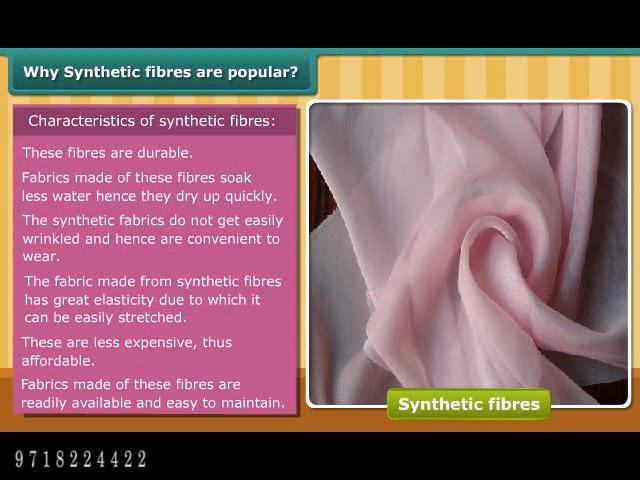 Why Synthetic fibres are popular?
Characteristics of synthetic fibres:
These fibres are durable.
Fabrics made of these fibres soak
less water hence they dry up quickly.
The synthetic fabrics do not get easily
wrinkled and hence are convenient to
wear.
The fabric made from synthetic fibres
has great elasticity due to which it
can be easily stretched.
These are less expensive, thus
affordable.
Fabrics made of these fibres are
readily available and easy to maintain.
Synthetic fibres
9718224422